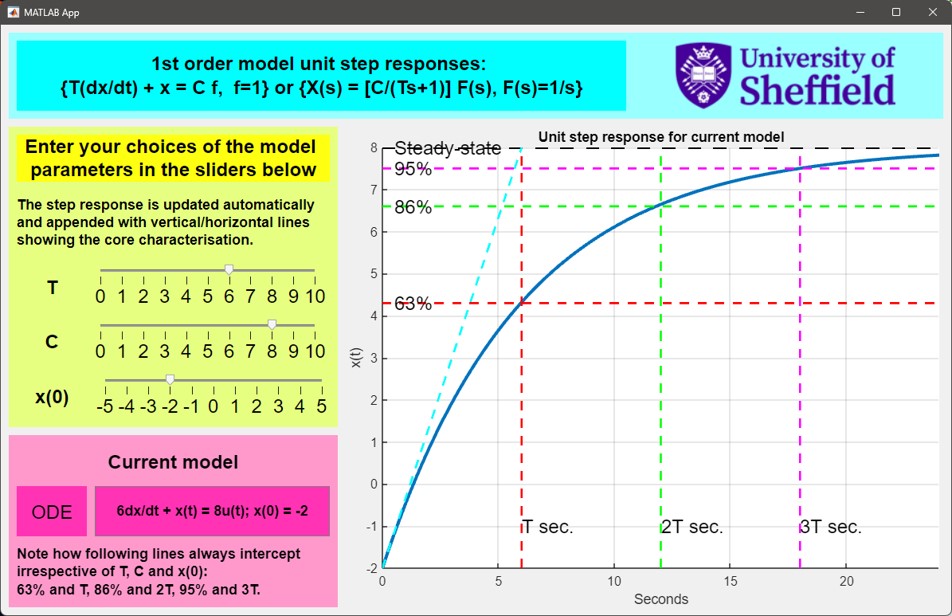 MATLAB App
1st order model unit step responses:
{T(dx/dt) + x = C f,  f=1} or {X(s) = [C/(Ts+1)] F(s), F(s)=1/s}
University of
Sheffield
Enter your choices of the model
parameters in the sliders below
The step response is updated automatically
and appended with vertical/horizontal lines
showing the core characterisation.
T
0 1 2 3 4 5 6 7 8 9 10
C
0 1 2 3 4 5 6 7 8 9 10
x(0)
-5 -4 -3 -2 -1 0 1 2 3 4 5
Current model
ODE
6dx/dt + x(t) = 8u(t); x(0) = -2
Note how following lines always intercept
irrespective of T, C and x(0):
63% and T, 86% and 2T, 95% and 3T.
Unit step response for current model
Steady-state
95%
86%
63%
T sec.
2T sec.
3T sec.
x(t)
8
7
6
5
4
3
2
1
0
-1
-2
0 5 10 15 20
Seconds